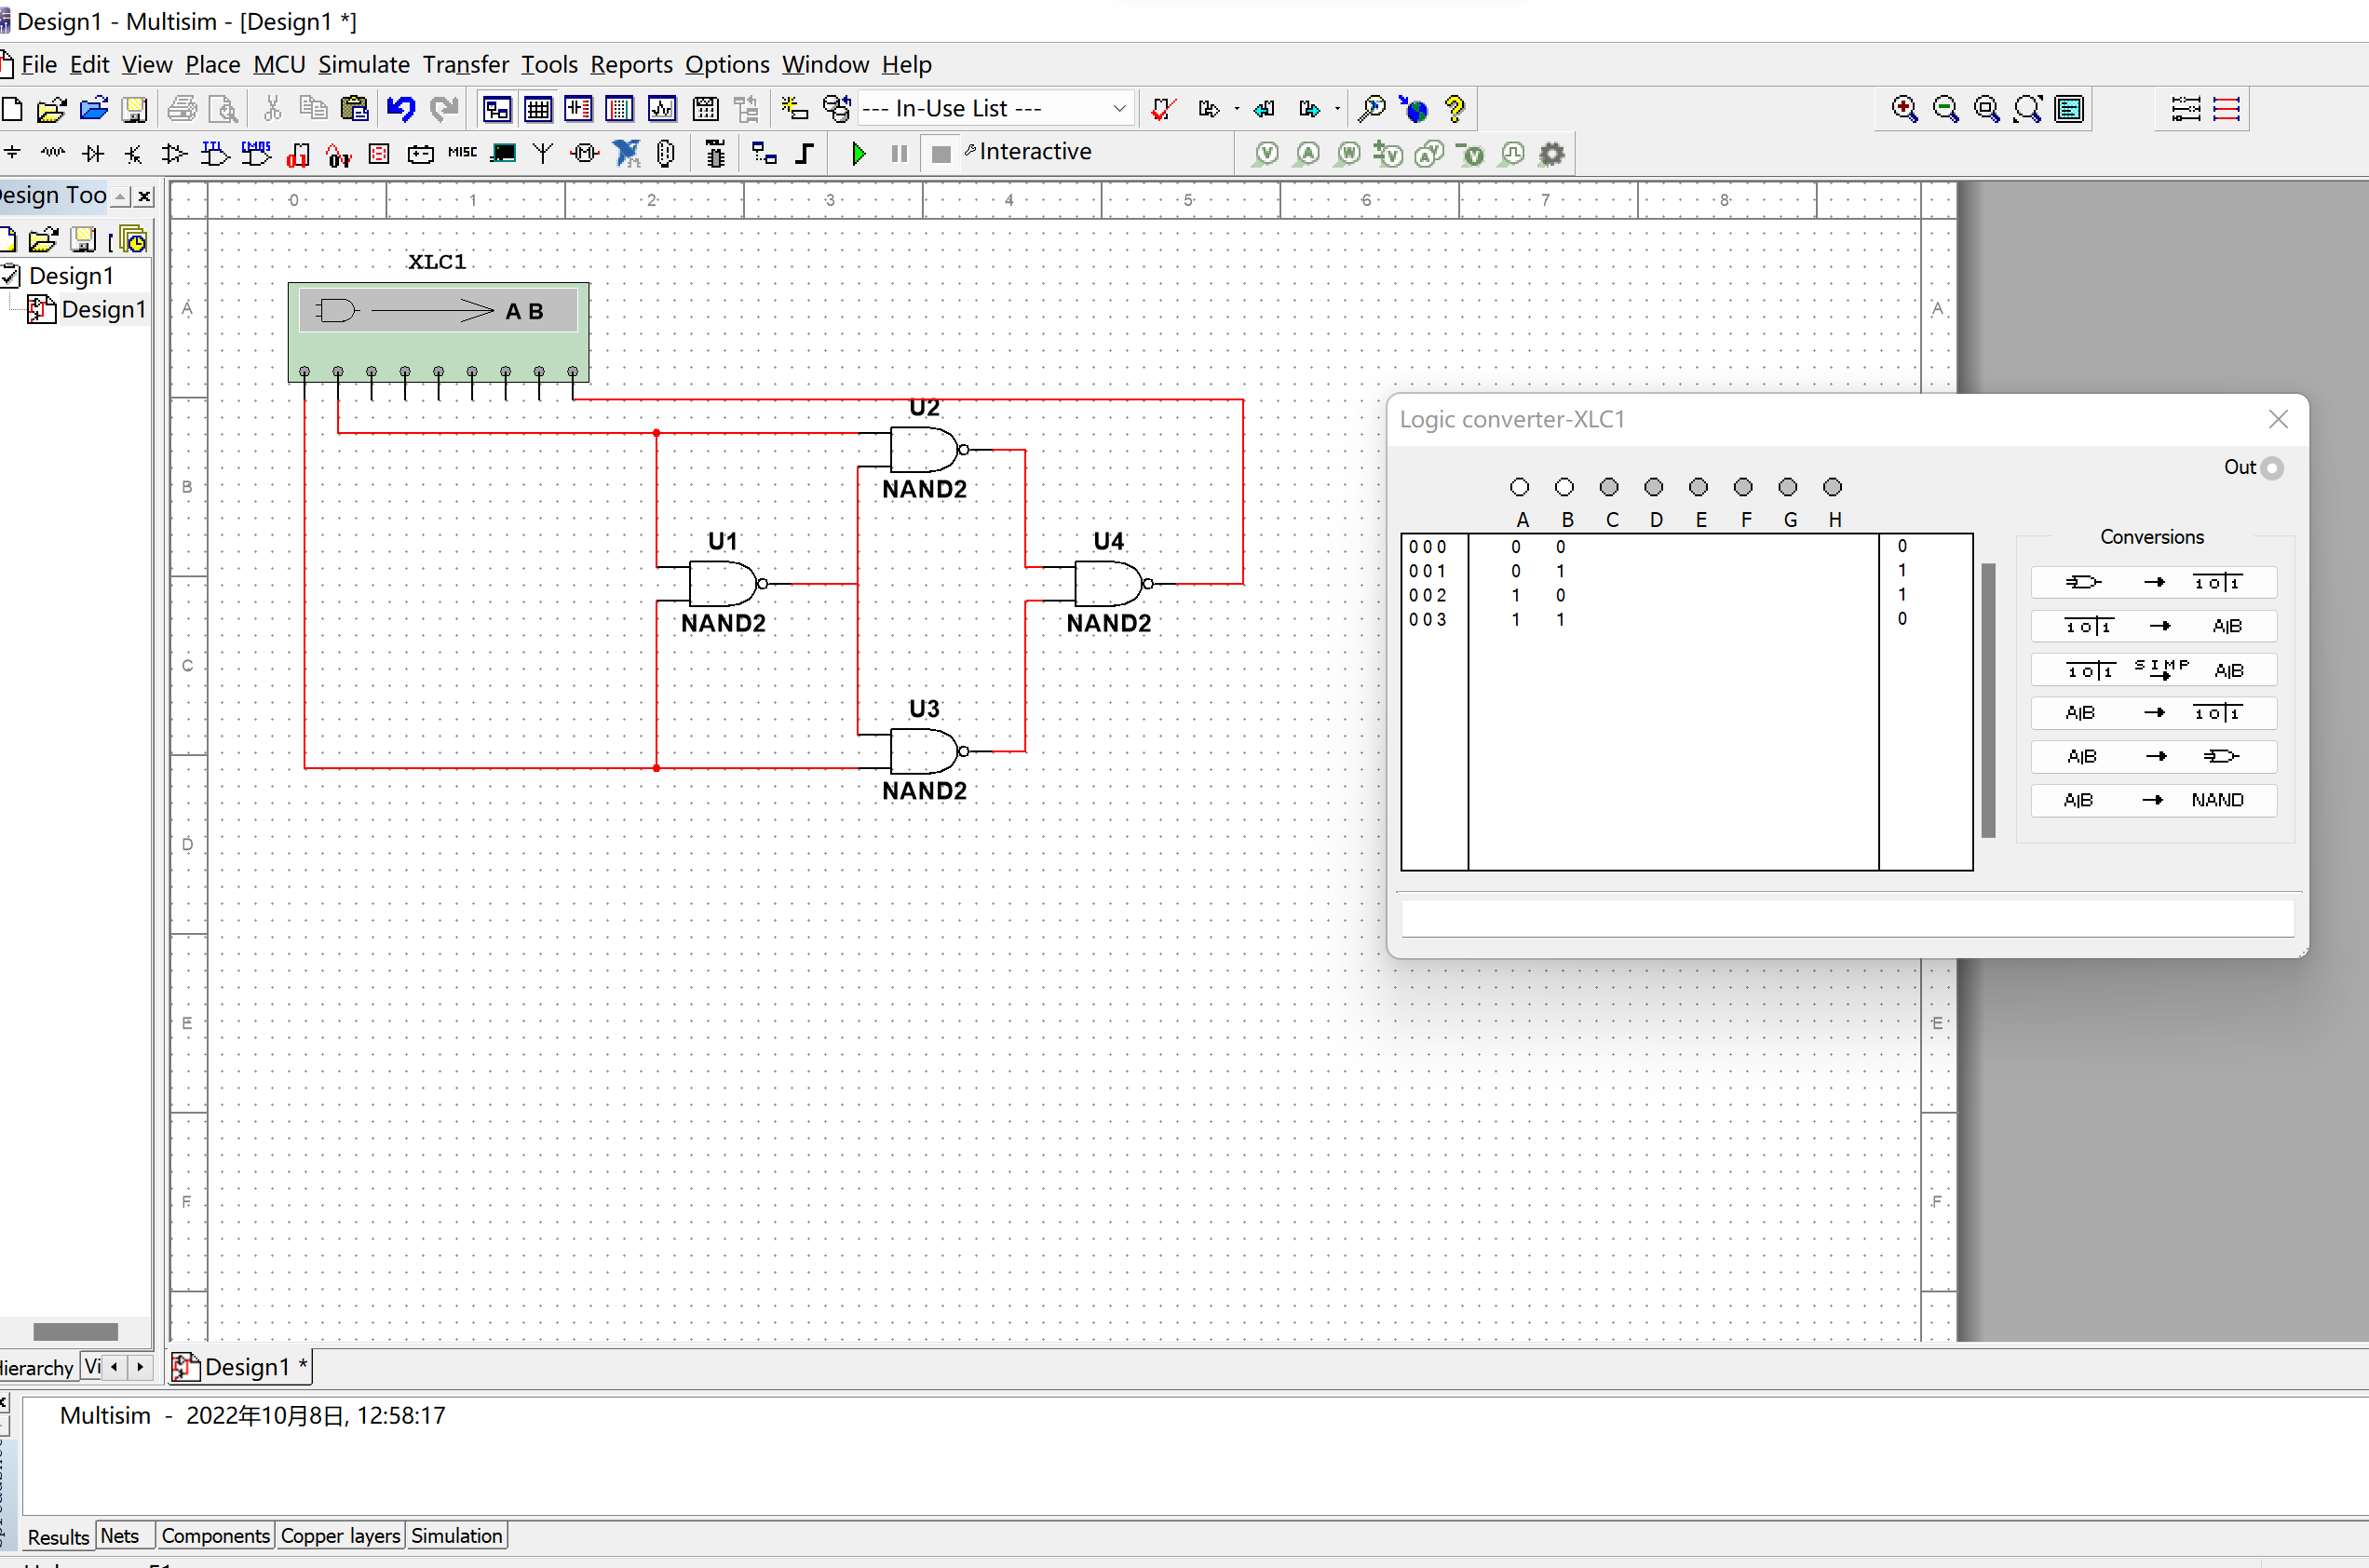 Design1 - Multisim - [Design1 *]
File Edit View Place MCU Simulate Transfer Tools Reports Options Window Help
--- In-Use List ---
TTL CMOS MISC Interactive
esign Too
0 1 2 3 4 5 6 7 8
Design1
Design1
XLC1
A B
A
B
C
D
E
F
A
E
F
U2
NAND2
U1
NAND2
U4
NAND2
U3
NAND2
Logic converter-XLC1
Out
A B C D E F G H
000 0 0 0
001 0 1 1
002 1 0 1
003 1 1 0
Conversions
→ 1 0|1
1 0|1 → A|B
1 0|1 SIMP → A|B
A|B → 1 0|1
A|B →
A|B → NAND
ierarchy Vi
Design1 *
Multisim - 2022年10月8日, 12:58:17
Results Nets Components Copper layers Simulation